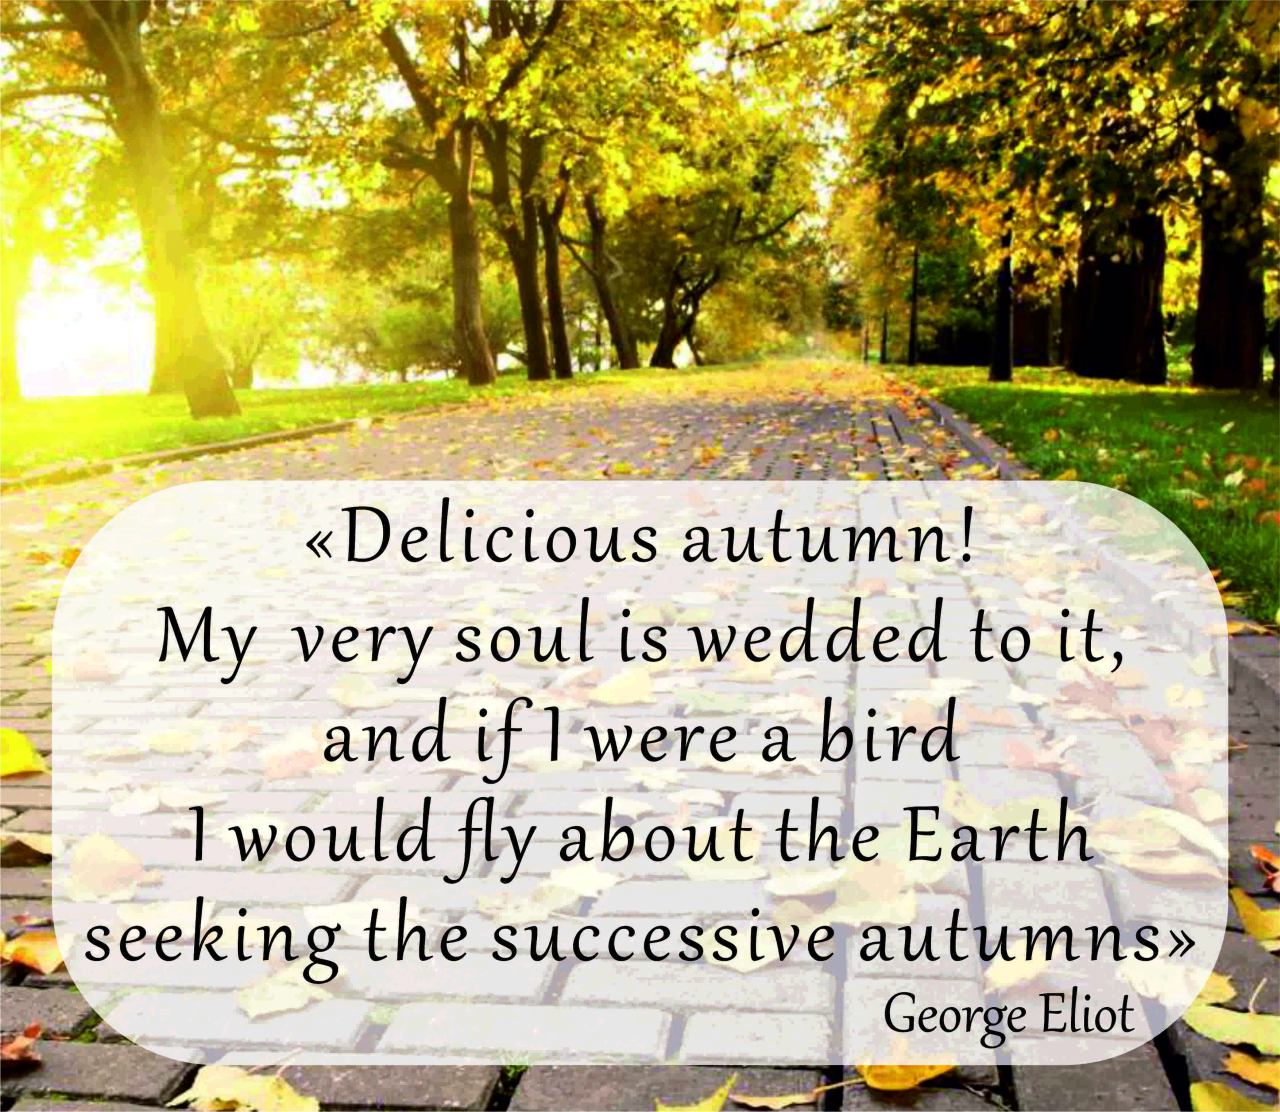 «Delicious autumn!
My very soul is wedded to it,
and if I were a bird
I would fly about the Earth
seeking the successive autumns»
George Eliot